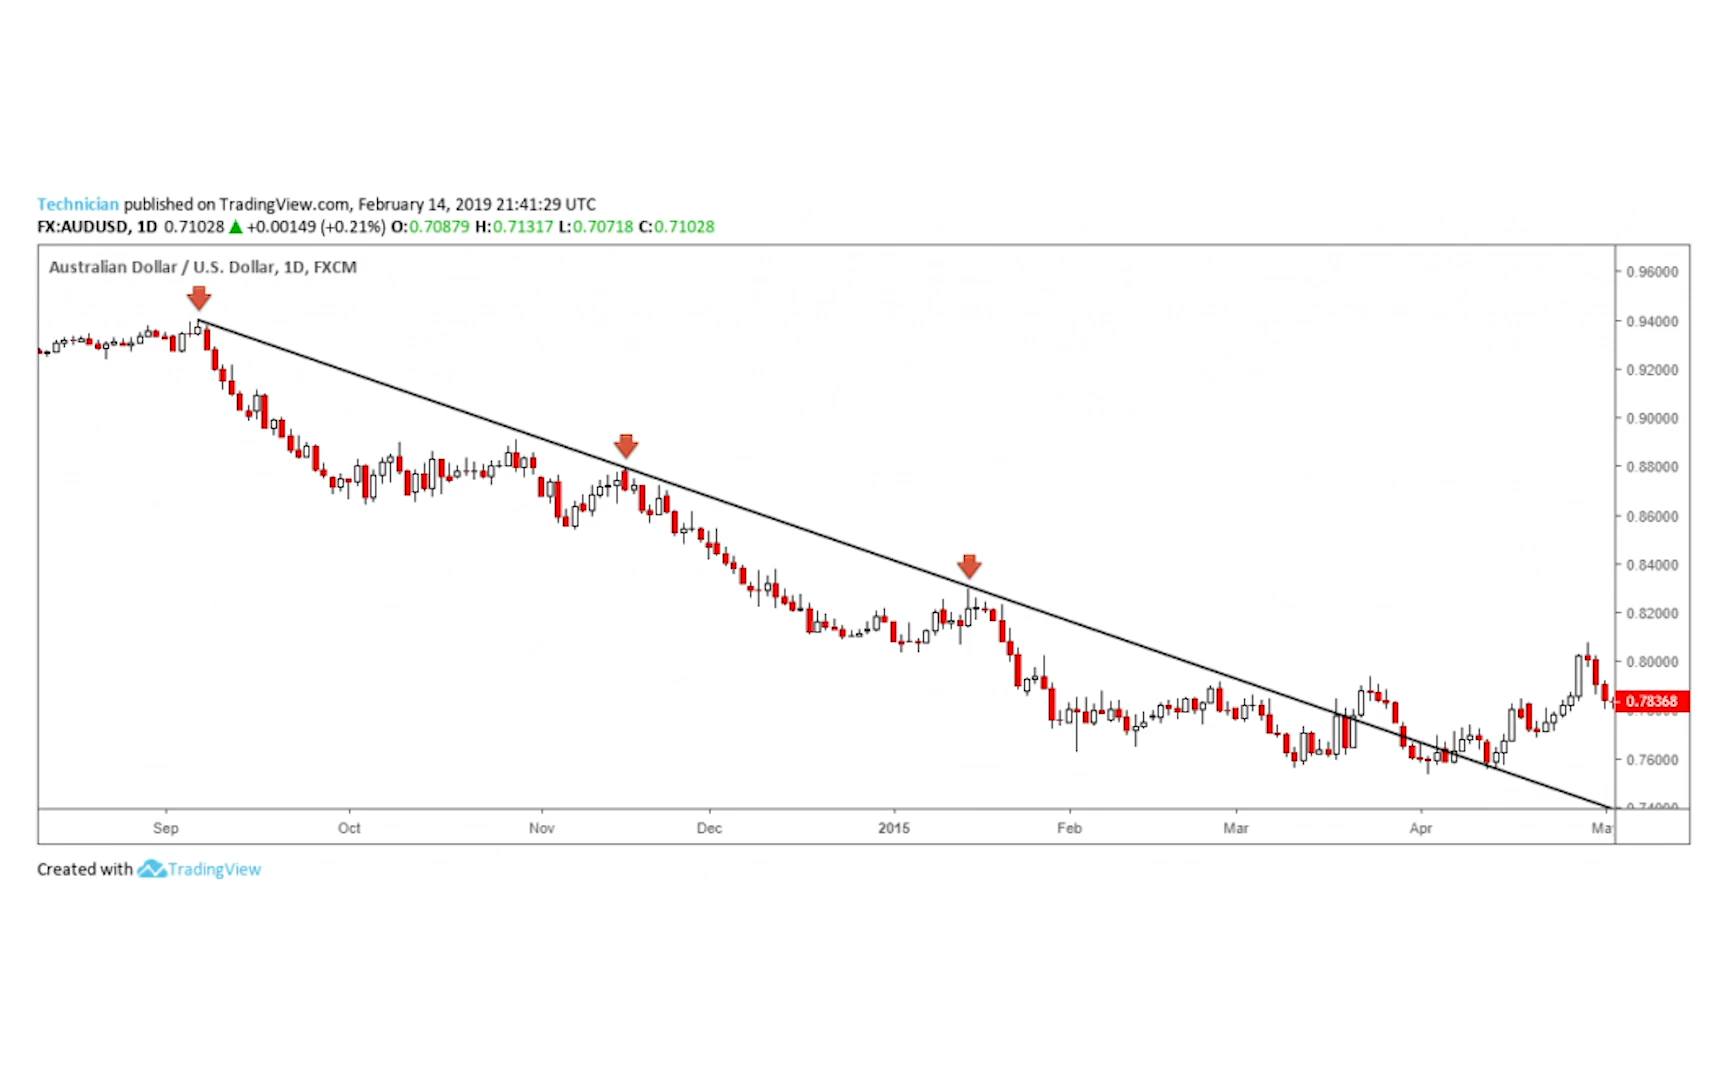 Technician published on TradingView.com, February 14, 2019 21:41:29 UTC
FX:AUDUSD, 1D 0.71028 ▲ +0.00149 (+0.21%) O:0.70879 H:0.71317 L:0.70718 C:0.71028
Australian Dollar / U.S. Dollar, 1D, FXCM
0.96000
0.94000
0.92000
0.90000
0.88000
0.86000
0.84000
0.82000
0.80000
0.78368
0.76000
0.74000
Sep Oct Nov Dec 2015 Feb Mar Apr Ma
Created with TradingView